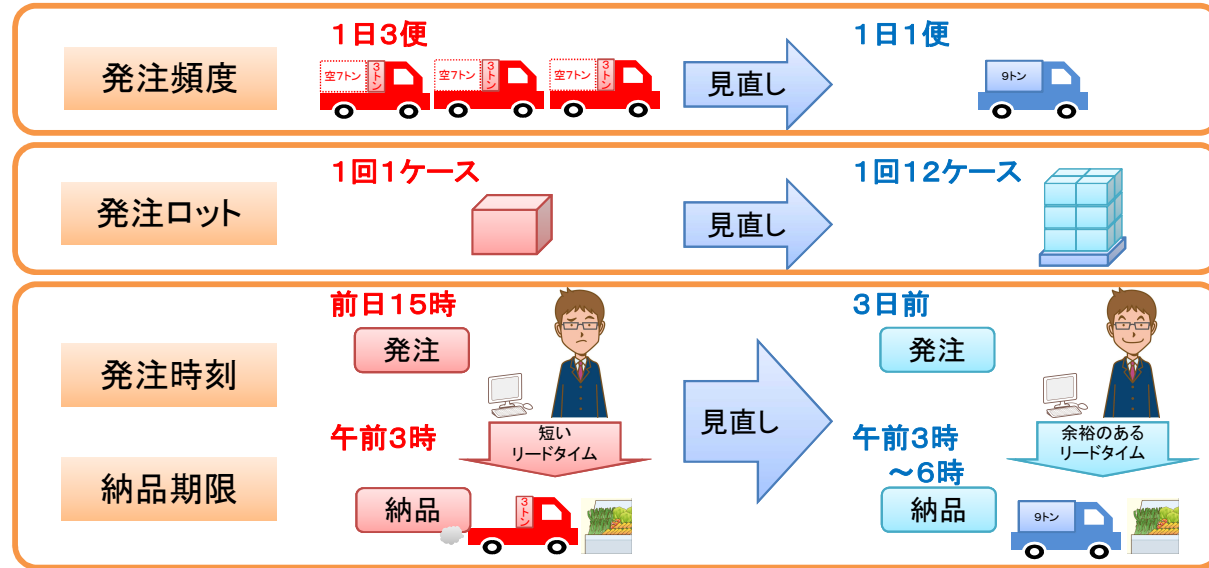 発注頻度
1日3便
空7トン
3トン
空7トン
3トン
空7トン
3トン
見直し
1日1便
9トン
発注ロット
1回1ケース
見直し
1回12ケース
発注時刻
前日15時
発注
見直し
3日前
発注
納品期限
午前3時
短い
リードタイム
納品
3トン
午前3時
~6時
余裕のある
リードタイム
納品
9トン